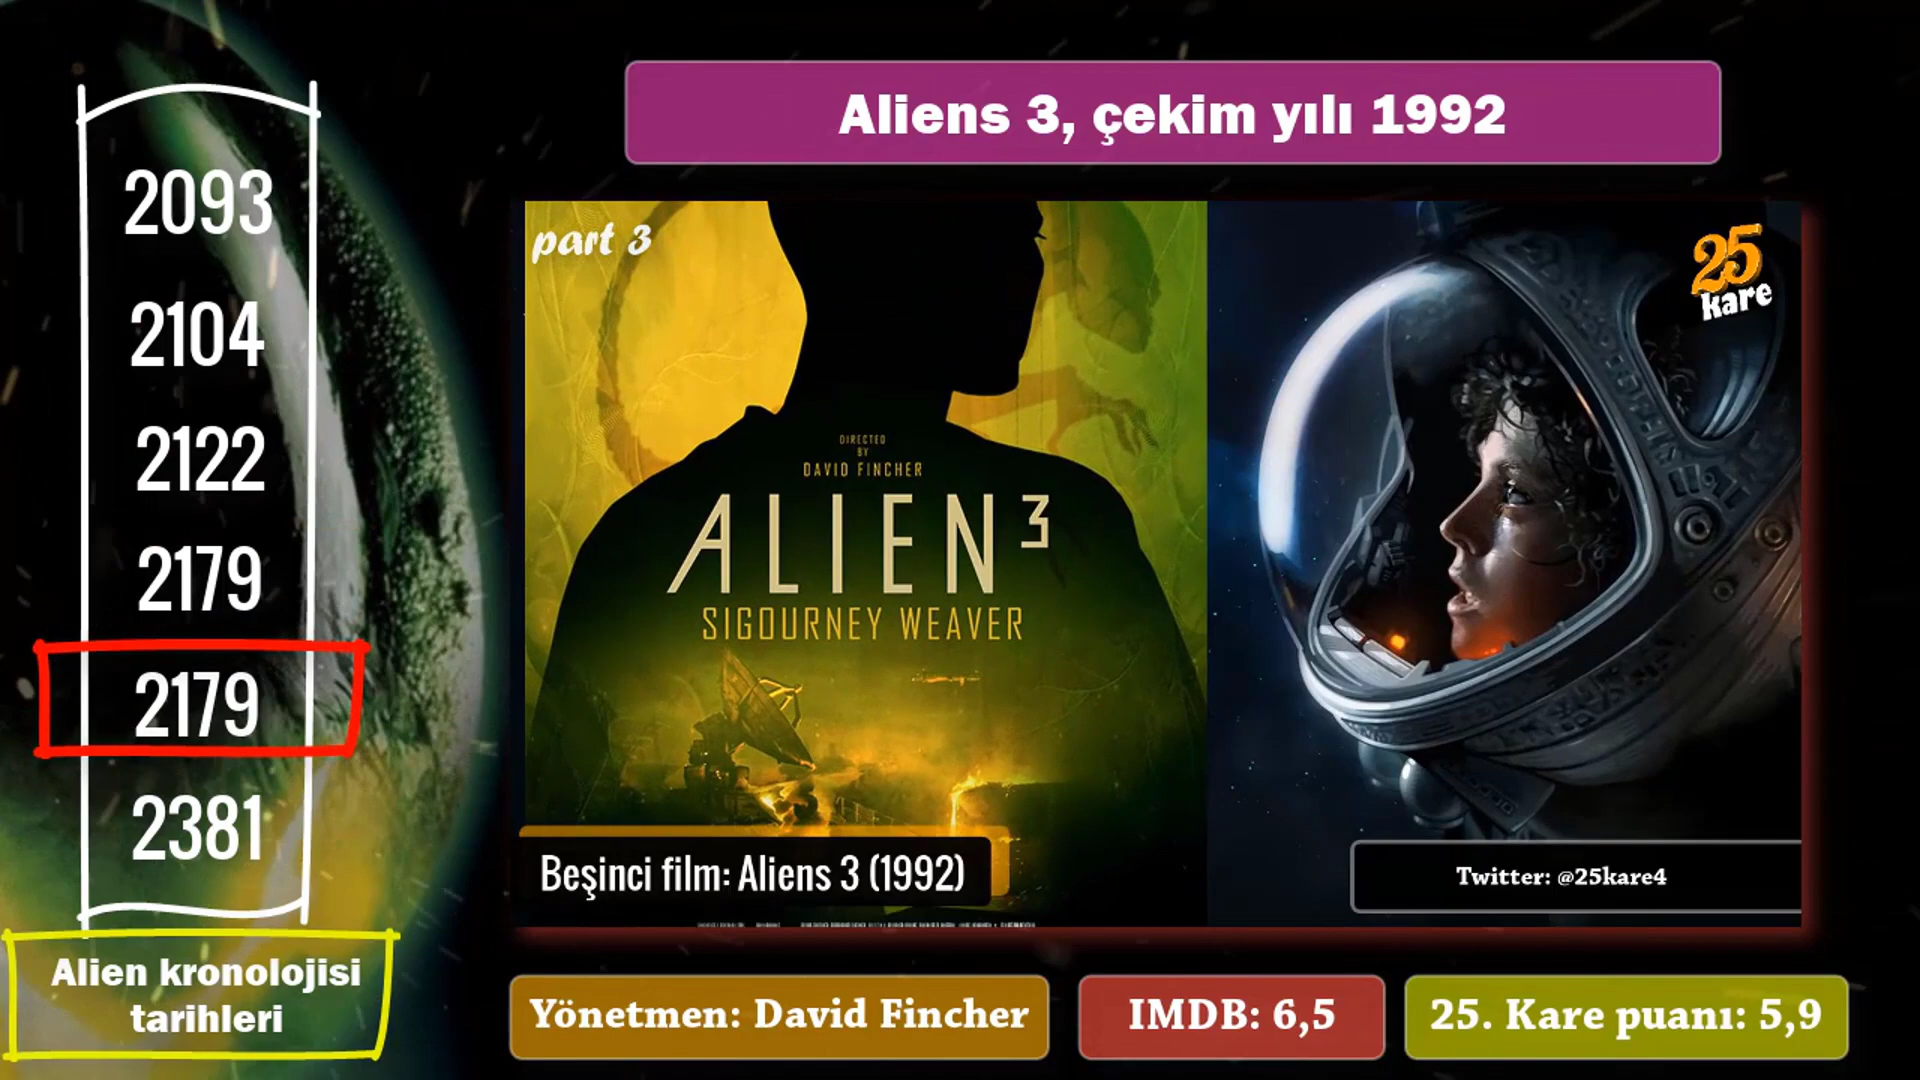 Aliens 3, çekim yılı 1992
2093
2104
2122
2179
2179
2381
Alien kronolojisi
tarihleri
part 3
DIRECTED
BY
DAVID FINCHER
ALIEN³
SIGOURNEY WEAVER
Beşinci film: Aliens 3 (1992)
25
kare
Twitter: @25kare4
Yönetmen: David Fincher
IMDB: 6,5
25. Kare puanı: 5,9